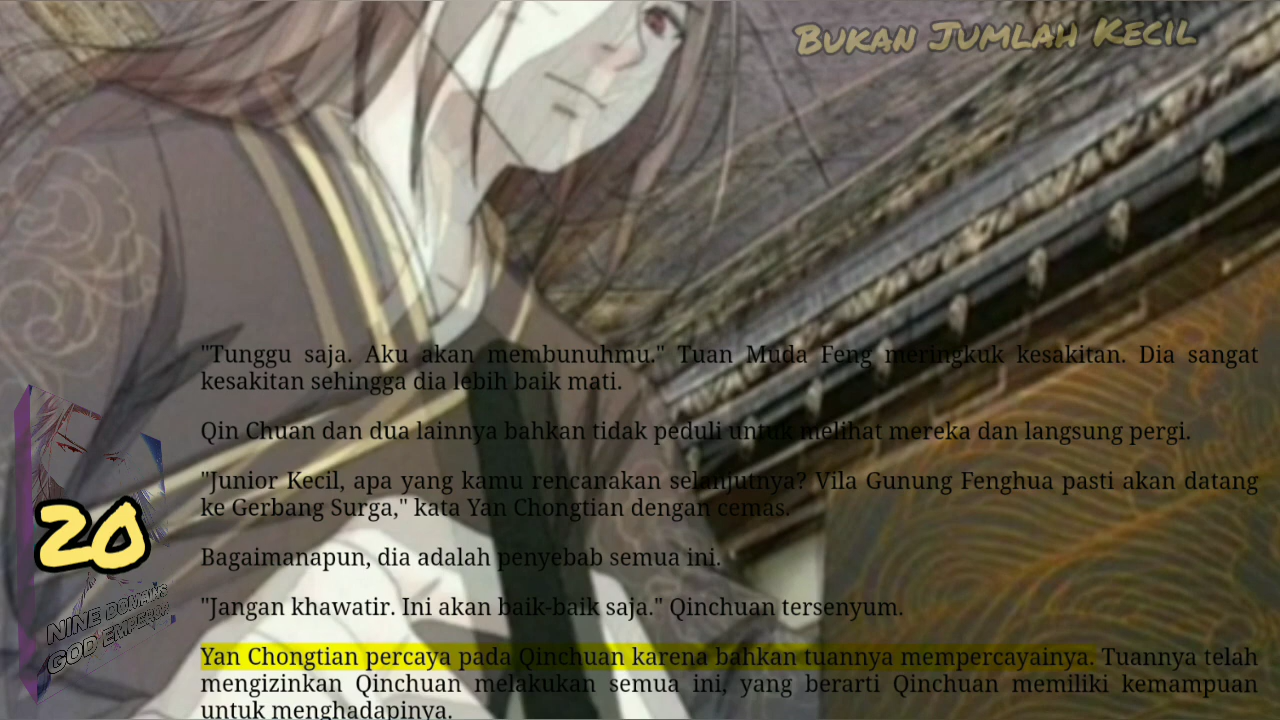 Bukan Jumlah Kecil
"Tunggu saja. Aku akan membunuhmu." Tuan Muda Feng meringkuk kesakitan. Dia sangat
kesakitan sehingga dia lebih baik mati.
Qin Chuan dan dua lainnya bahkan tidak peduli untuk melihat mereka dan langsung pergi.
"Junior Kecil, apa yang kamu rencanakan selanjutnya? Vila Gunung Fenghua pasti akan datang
ke Gerbang Surga," kata Yan Chongtian dengan cemas.
Bagaimanapun, dia adalah penyebab semua ini.
"Jangan khawatir. Ini akan baik-baik saja." Qinchuan tersenyum.
Yan Chongtian percaya pada Qinchuan karena bahkan tuannya mempercayainya. Tuannya telah
mengizinkan Qinchuan melakukan semua ini, yang berarti Qinchuan memiliki kemampuan
untuk menghadapinya.
20
NINE DOMAINS
GOD EMPEROR